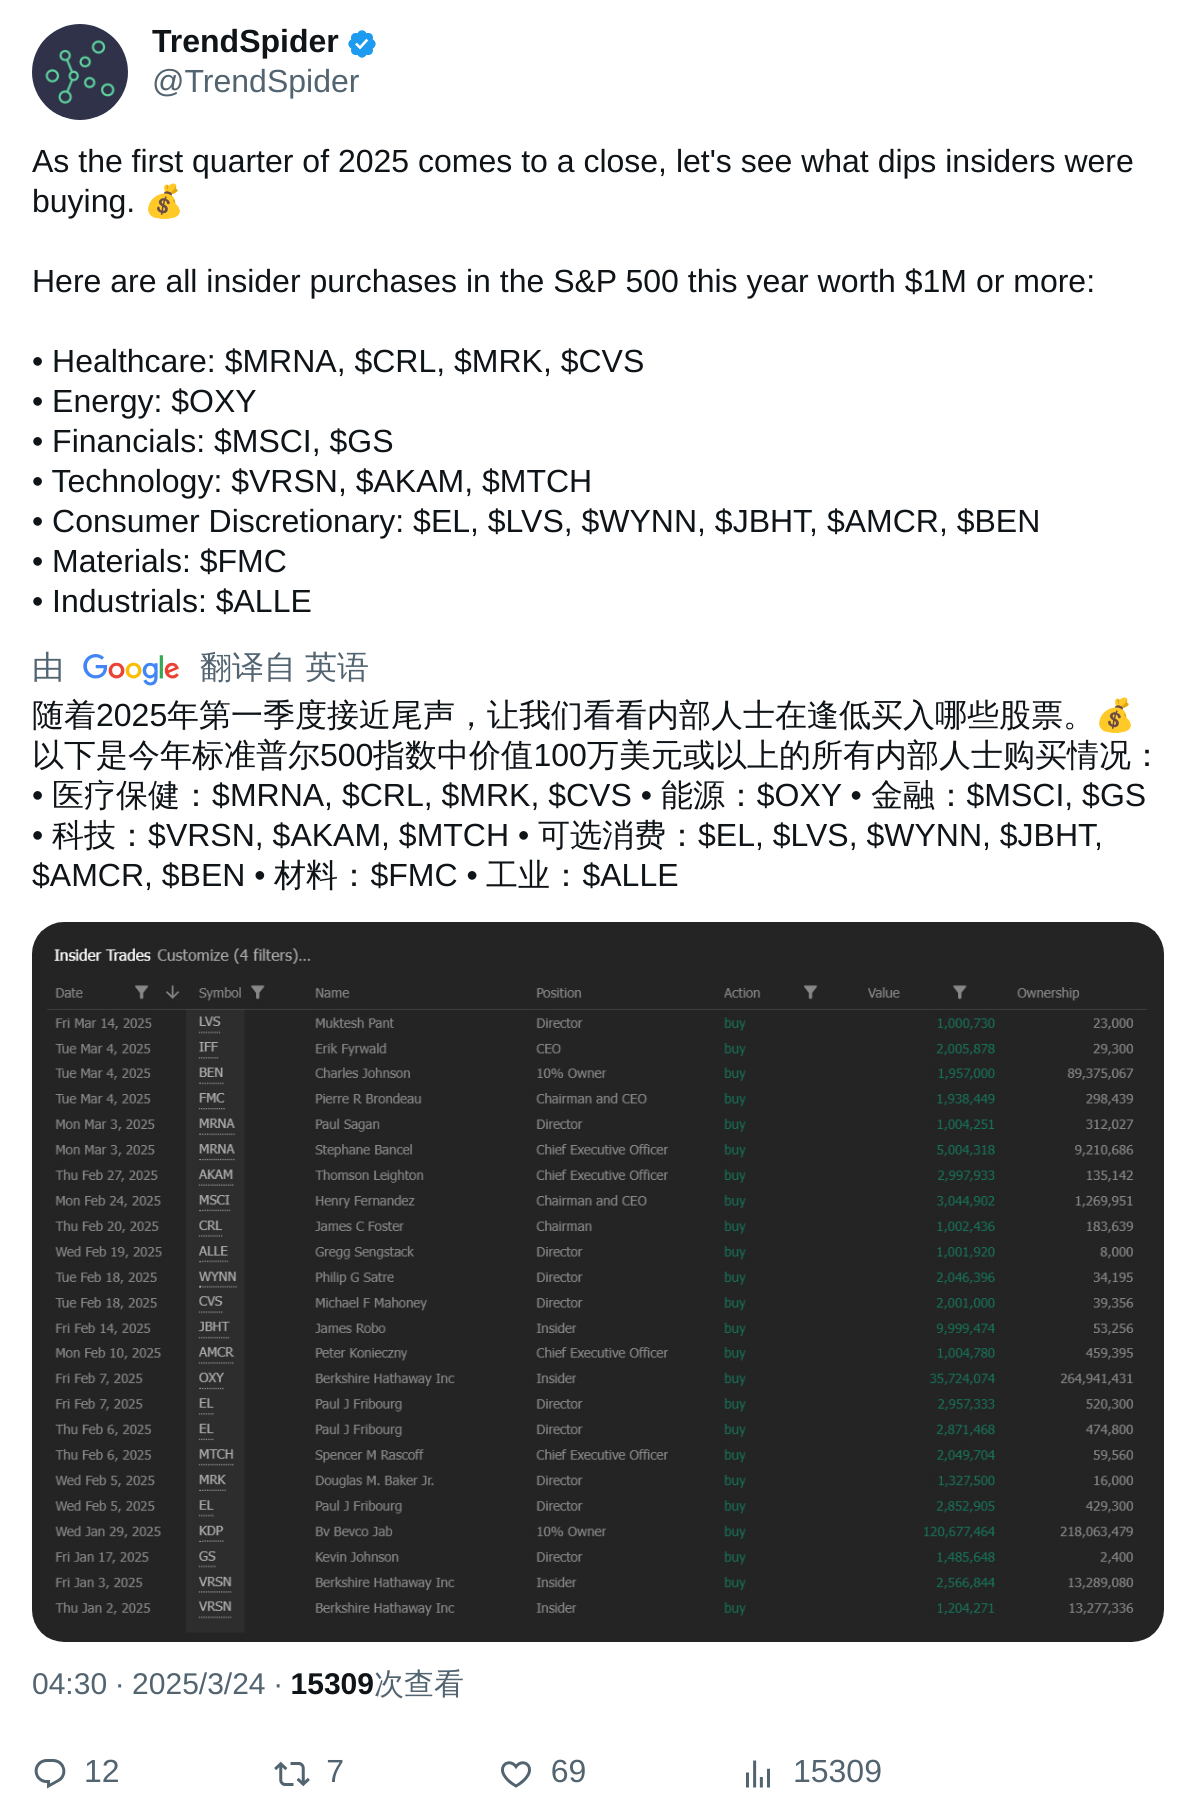 TrendSpider
@TrendSpider
As the first quarter of 2025 comes to a close, let's see what dips insiders were
buying. 💰
Here are all insider purchases in the S&P 500 this year worth $1M or more:
• Healthcare: $MRNA, $CRL, $MRK, $CVS
• Energy: $OXY
• Financials: $MSCI, $GS
• Technology: $VRSN, $AKAM, $MTCH
• Consumer Discretionary: $EL, $LVS, $WYNN, $JBHT, $AMCR, $BEN
• Materials: $FMC
• Industrials: $ALLE
由 Google 翻译自 英语
随着2025年第一季度接近尾声，让我们看看内部人士在逢低买入哪些股票。💰
以下是今年标准普尔500指数中价值100万美元或以上的所有内部人士购买情况：
• 医疗保健：$MRNA, $CRL, $MRK, $CVS • 能源：$OXY • 金融：$MSCI, $GS
• 科技：$VRSN, $AKAM, $MTCH • 可选消费：$EL, $LVS, $WYNN, $JBHT,
$AMCR, $BEN • 材料：$FMC • 工业：$ALLE
Insider Trades Customize (4 filters)...
Date Symbol Name Position Action Value Ownership
Fri Mar 14, 2025 LVS Muktesh Pant Director buy 1,000,730 23,000
Tue Mar 4, 2025 IFF Erik Fyrwald CEO buy 2,005,878 29,300
Tue Mar 4, 2025 BEN Charles Johnson 10% Owner buy 1,957,000 89,375,067
Tue Mar 4, 2025 FMC Pierre R Brondeau Chairman and CEO buy 1,938,449 298,439
Mon Mar 3, 2025 MRNA Paul Sagan Director buy 1,004,251 312,027
Mon Mar 3, 2025 MRNA Stephane Bancel Chief Executive Officer buy 5,004,318 9,210,686
Thu Feb 27, 2025 AKAM Thomson Leighton Chief Executive Officer buy 2,997,933 135,142
Mon Feb 24, 2025 MSCI Henry Fernandez Chairman and CEO buy 3,044,902 1,269,951
Thu Feb 20, 2025 CRL James C Foster Chairman buy 1,002,436 183,639
Wed Feb 19, 2025 ALLE Gregg Sengstack Director buy 1,001,920 8,000
Tue Feb 18, 2025 WYNN Philip G Satre Director buy 2,046,396 34,195
Tue Feb 18, 2025 CVS Michael F Mahoney Director buy 2,001,000 39,356
Fri Feb 14, 2025 JBHT James Robo Insider buy 9,999,474 53,256
Mon Feb 10, 2025 AMCR Peter Konieczny Chief Executive Officer buy 1,004,780 459,395
Fri Feb 7, 2025 OXY Berkshire Hathaway Inc Insider buy 35,724,074 264,941,431
Fri Feb 7, 2025 EL Paul J Fribourg Director buy 2,957,333 520,300
Thu Feb 6, 2025 EL Paul J Fribourg Director buy 2,871,468 474,800
Thu Feb 6, 2025 MTCH Spencer M Rascoff Chief Executive Officer buy 2,049,704 59,560
Wed Feb 5, 2025 MRK Douglas M. Baker Jr. Director buy 1,327,500 16,000
Wed Feb 5, 2025 EL Paul J Fribourg Director buy 2,852,905 429,300
Wed Jan 29, 2025 KDP Bv Bevco Jab 10% Owner buy 120,677,464 218,063,479
Fri Jan 17, 2025 GS Kevin Johnson Director buy 1,485,648 2,400
Fri Jan 3, 2025 VRSN Berkshire Hathaway Inc Insider buy 2,566,844 13,289,080
Thu Jan 2, 2025 VRSN Berkshire Hathaway Inc Insider buy 1,204,271 13,277,336
04:30 · 2025/3/24 · 15309次查看
12 7 69 15309